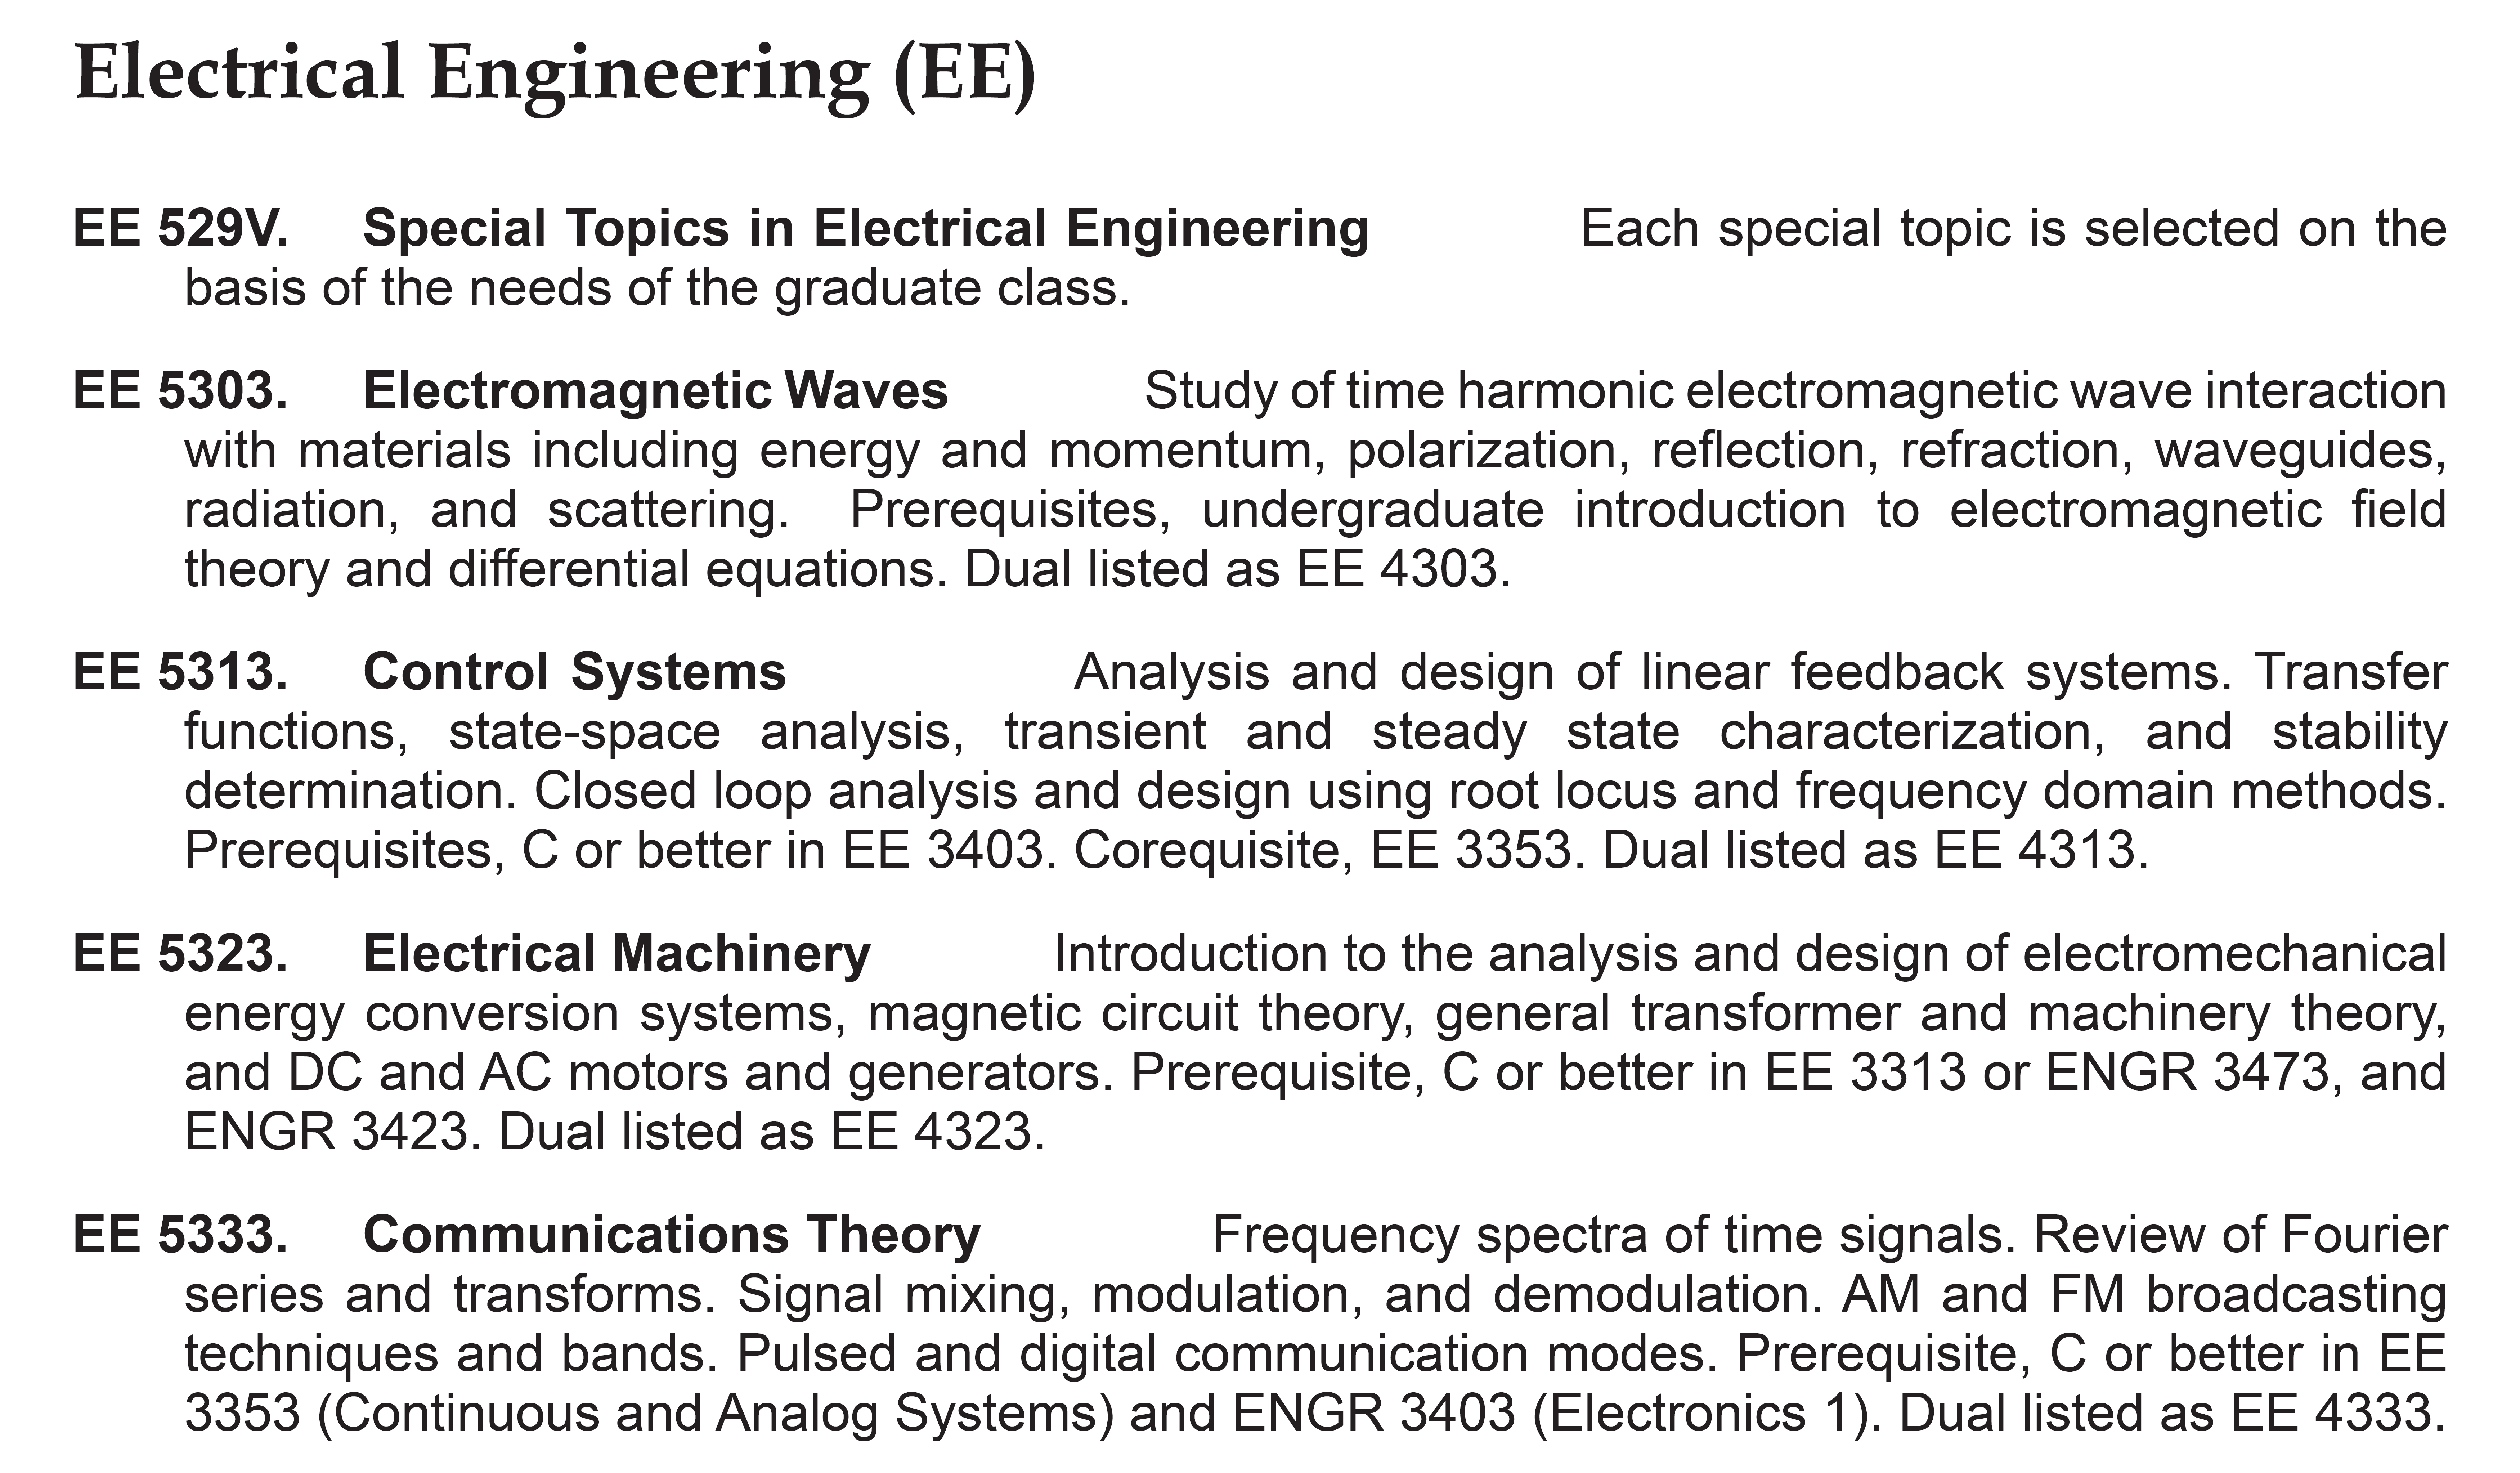 Electrical Engineering (EE)
EE 529V. Special Topics in Electrical Engineering Each special topic is selected on the
basis of the needs of the graduate class.
EE 5303. Electromagnetic Waves Study of time harmonic electromagnetic wave interaction
with materials including energy and momentum, polarization, reflection, refraction, waveguides,
radiation, and scattering. Prerequisites, undergraduate introduction to electromagnetic field
theory and differential equations. Dual listed as EE 4303.
EE 5313. Control Systems Analysis and design of linear feedback systems. Transfer
functions, state-space analysis, transient and steady state characterization, and stability
determination. Closed loop analysis and design using root locus and frequency domain methods.
Prerequisites, C or better in EE 3403. Corequisite, EE 3353. Dual listed as EE 4313.
EE 5323. Electrical Machinery Introduction to the analysis and design of electromechanical
energy conversion systems, magnetic circuit theory, general transformer and machinery theory,
and DC and AC motors and generators. Prerequisite, C or better in EE 3313 or ENGR 3473, and
ENGR 3423. Dual listed as EE 4323.
EE 5333. Communications Theory Frequency spectra of time signals. Review of Fourier
series and transforms. Signal mixing, modulation, and demodulation. AM and FM broadcasting
techniques and bands. Pulsed and digital communication modes. Prerequisite, C or better in EE
3353 (Continuous and Analog Systems) and ENGR 3403 (Electronics 1). Dual listed as EE 4333.